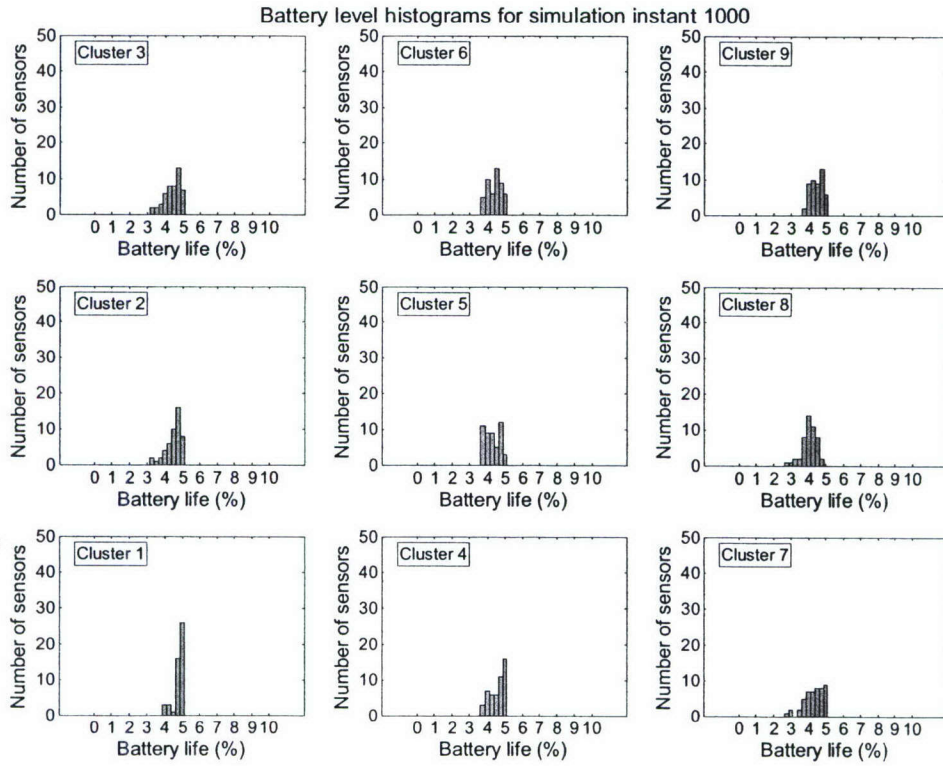 Battery level histograms for simulation instant 1000
Cluster 3
Number of sensors
50
40
30
20
10
0
0 1 2 3 4 5 6 7 8 9 10
Battery life (%)
Cluster 6
Number of sensors
50
40
30
20
10
0
0 1 2 3 4 5 6 7 8 9 10
Battery life (%)
Cluster 9
Number of sensors
50
40
30
20
10
0
0 1 2 3 4 5 6 7 8 9 10
Battery life (%)
Cluster 2
Number of sensors
50
40
30
20
10
0
0 1 2 3 4 5 6 7 8 9 10
Battery life (%)
Cluster 5
Number of sensors
50
40
30
20
10
0
0 1 2 3 4 5 6 7 8 9 10
Battery life (%)
Cluster 8
Number of sensors
50
40
30
20
10
0
0 1 2 3 4 5 6 7 8 9 10
Battery life (%)
Cluster 1
Number of sensors
50
40
30
20
10
0
0 1 2 3 4 5 6 7 8 9 10
Battery life (%)
Cluster 4
Number of sensors
50
40
30
20
10
0
0 1 2 3 4 5 6 7 8 9 10
Battery life (%)
Cluster 7
Number of sensors
50
40
30
20
10
0
0 1 2 3 4 5 6 7 8 9 10
Battery life (%)